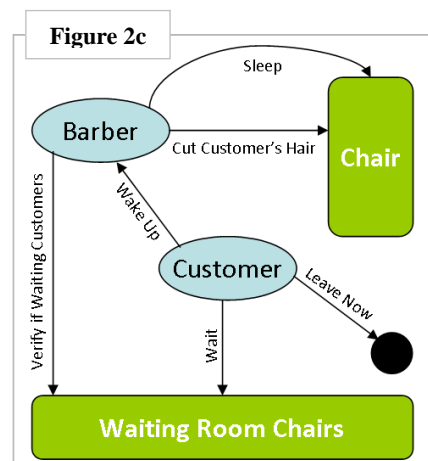 Figure 2c
Sleep
Barber
Cut Customer's Hair
Chair
Wake Up
Verify if Waiting Customers
Customer
Leave Now
Wait
Waiting Room Chairs